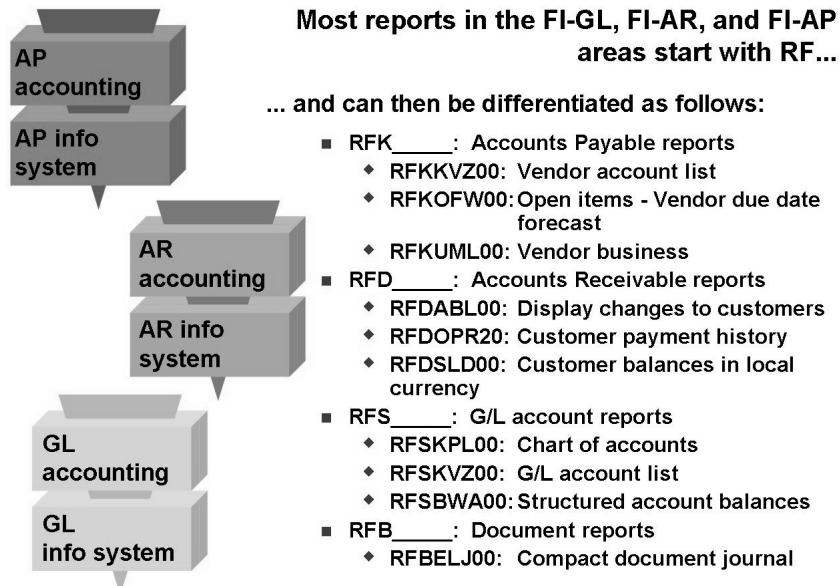 Most reports in the FI-GL, FI-AR, and FI-AP
areas start with RF...
... and can then be differentiated as follows:
AP
accounting
AP info
system
AR
accounting
AR info
system
GL
accounting
GL
info system
■ RFK_____: Accounts Payable reports
◆ RFKKVZ00: Vendor account list
◆ RFKOFW00: Open items - Vendor due date
forecast
◆ RFKUML00: Vendor business
■ RFD_____: Accounts Receivable reports
◆ RFDABL00: Display changes to customers
◆ RFDOPR20: Customer payment history
◆ RFDSLD00: Customer balances in local
currency
■ RFS_____: G/L account reports
◆ RFSKPL00: Chart of accounts
◆ RFSKVZ00: G/L account list
◆ RFSBWA00: Structured account balances
■ RFB_____: Document reports
◆ RFBELJ00: Compact document journal